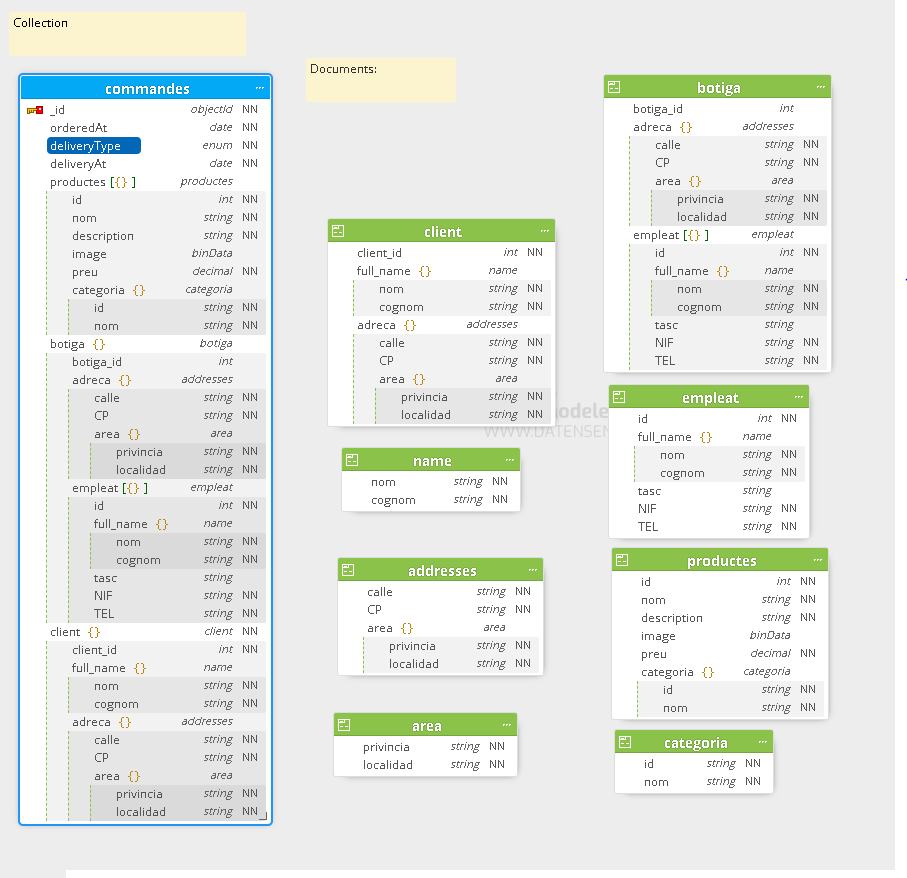 Collection
commandes ...
_id objectId NN
orderedAt date NN
deliveryType enum NN
deliveryAt date NN
productes [{} ] productes
id int NN
nom string NN
description string NN
image binData
preu decimal NN
categoria {} categoria
id string NN
nom string NN
botiga {} botiga
botiga_id int
adreca {} addresses
calle string NN
CP string NN
area {} area
privincia string NN
localidad string NN
empleat [{} ] empleat
id int NN
full_name {} name
nom string NN
cognom string NN
tasc string
NIF string NN
TEL string NN
client {} client NN
client_id int NN
full_name {} name
nom string NN
cognom string NN
adreca {} addresses
calle string NN
CP string NN
area {} area
privincia string NN
localidad string NN
Documents:
client ...
client_id int NN
full_name {} name
nom string NN
cognom string NN
adreca {} addresses
calle string NN
CP string NN
area {} area
privincia string NN
localidad string NN
name ...
nom string NN
cognom string NN
addresses ...
calle string NN
CP string NN
area {} area
privincia string NN
localidad string NN
area ...
privincia string NN
localidad string NN
botiga ...
botiga_id int
adreca {} addresses
calle string NN
CP string NN
area {} area
privincia string NN
localidad string NN
empleat [{} ] empleat
id int NN
full_name {} name
nom string NN
cognom string NN
tasc string
NIF string NN
TEL string NN
empleat ...
id int NN
full_name {} name
nom string NN
cognom string NN
tasc string
NIF string NN
TEL string NN
productes ...
id int NN
nom string NN
description string NN
image binData
preu decimal NN
categoria {} categoria
id string NN
nom string NN
categoria ...
id string NN
nom string NN